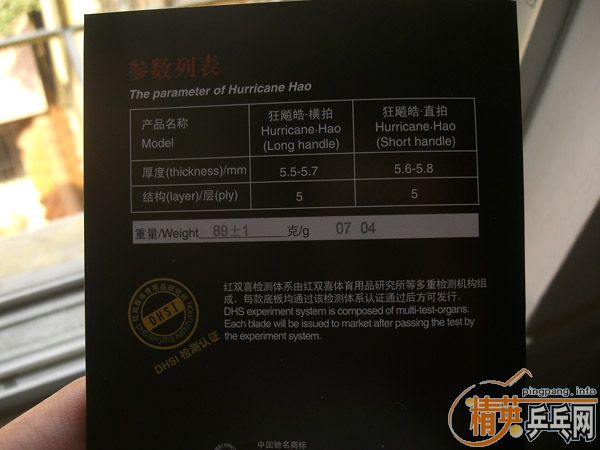 参数列表
The parameter of Hurricane Hao
产品名称 Model
狂飚皓·横拍 Hurricane·Hao (Long handle)
狂飚皓·直拍 Hurricane·Hao (Short handle)
厚度(thickness)/mm 5.5-5.7 5.6-5.8
结构(layer)/层(ply) 5 5
重量/Weight 89±1 克/g 07 04
红双喜检测体系由红双喜体育用品研究所等多重检测机构组
成，每款底板均通过该检测体系认证通过后方可发行。
DHS experiment system is composed of multi-test-organs.
Each blade will be issued to market after passing the test by
the experiment system.
DHST
DHSI 检测认证
中国驰名商标
pingpang.info
精英乒乓网